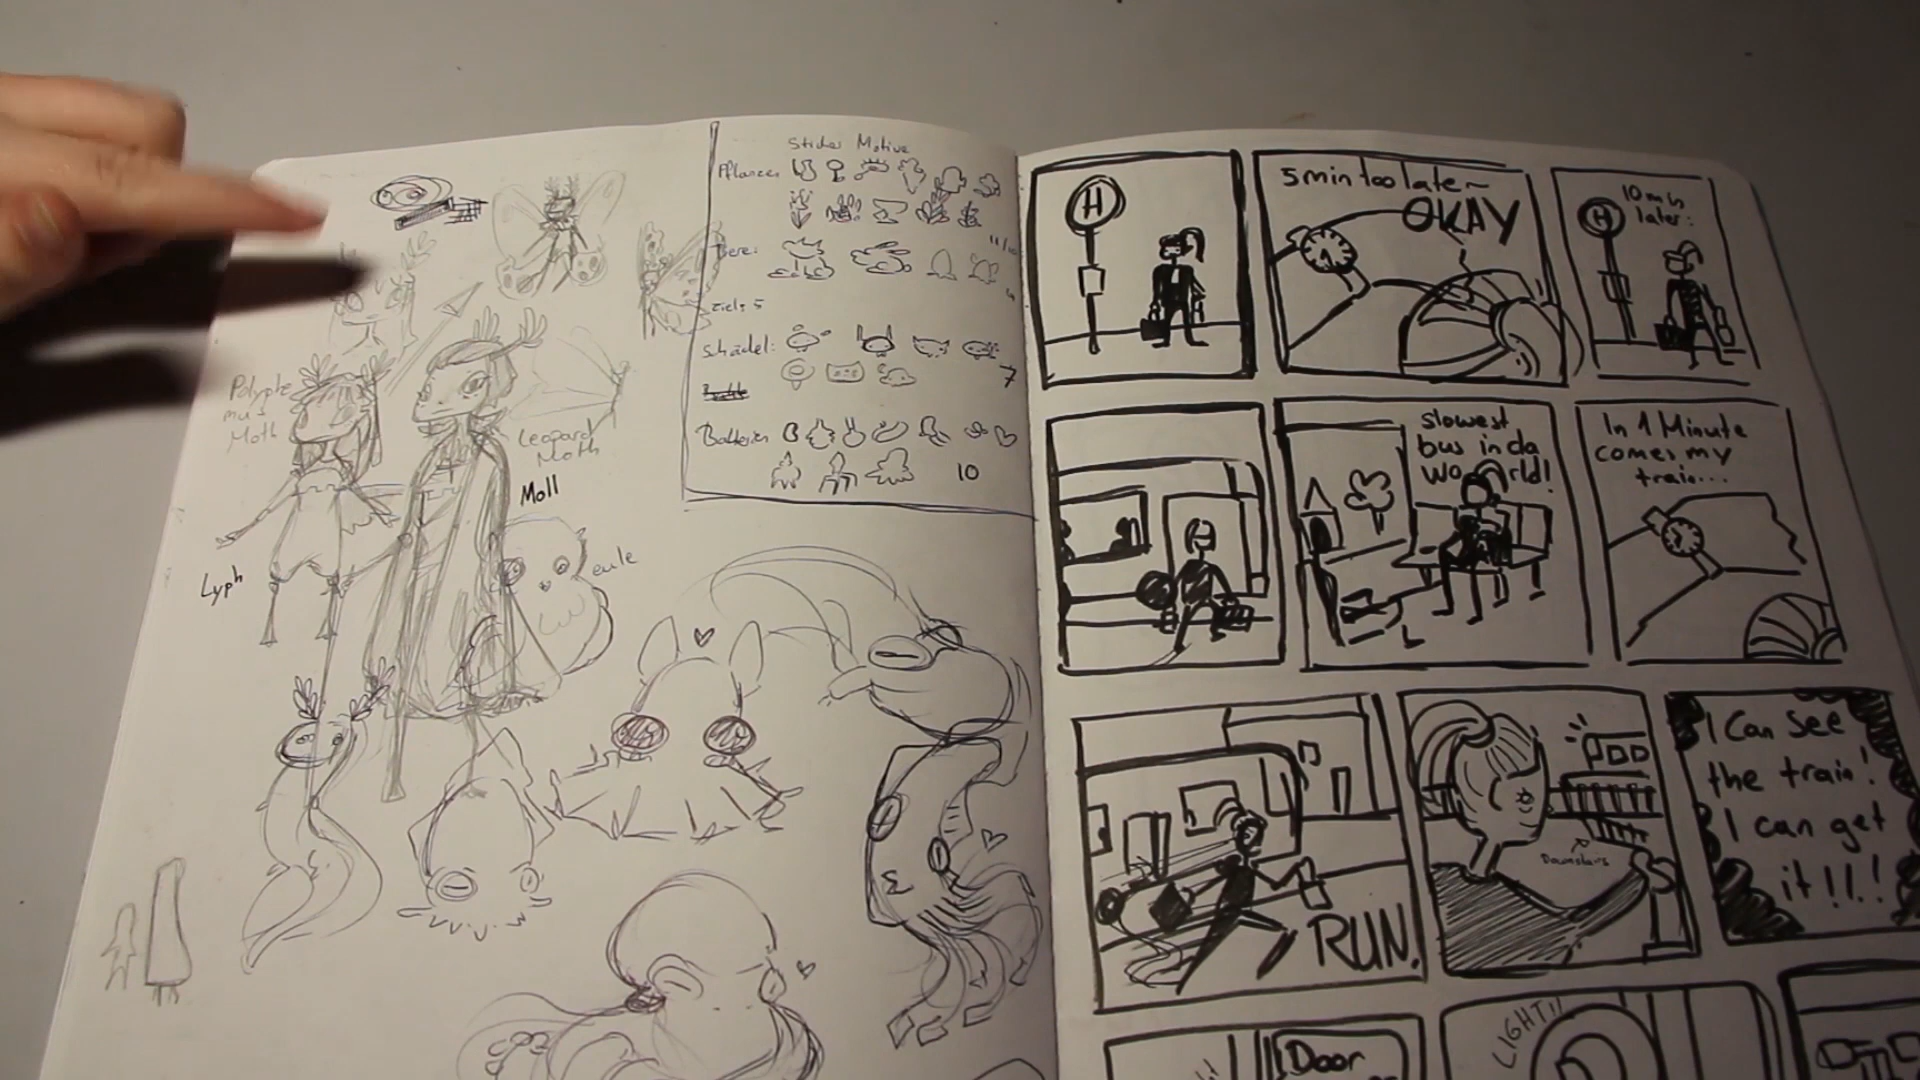 Sticker Motive
Pflanzen
Tiere:
Ziel: 5
Schädel:
7
Bakterien
10
Polyphe
mus-
Moth
Leopard
Moth
Moll
Lyph
eule
H
5 min too late~
OKAY
H
10 min
later:
Slowest
bus in da
World!
In 1 Minute
comes my
train...
RUN.
Downstairs
I Can See
the train!
I can get
it!!!
Door
LIGHT!!